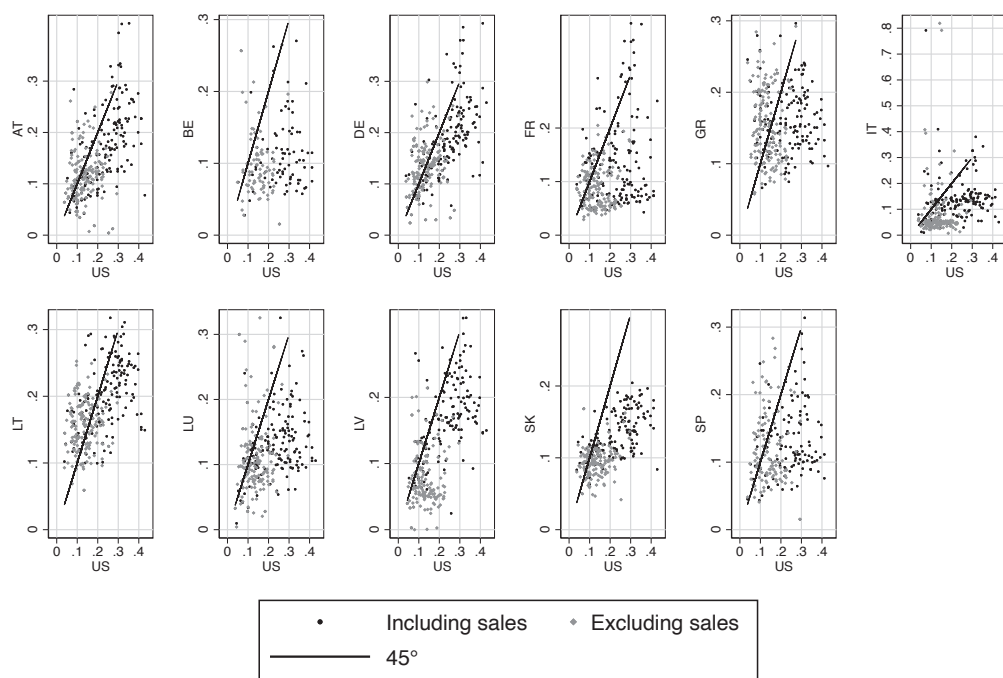 .3
.2
.1
0
AT
0 .1 .2 .3 .4
US
.3
.2
.1
0
BE
0 .1 .2 .3 .4
US
.3
.2
.1
0
DE
0 .1 .2 .3 .4
US
.2
.1
0
FR
0 .1 .2 .3 .4
US
.2
.1
0
GR
0 .1 .2 .3 .4
US
.8
.7
.6
.5
.4
.3
.2
.1
0
IT
0 .1 .2 .3 .4
US
.3
.2
.1
0
LT
0 .1 .2 .3 .4
US
.3
.2
.1
0
LU
0 .1 .2 .3 .4
US
.3
.2
.1
0
LV
0 .1 .2 .3 .4
US
.2
.1
0
SK
0 .1 .2 .3 .4
US
.3
.2
.1
0
SP
0 .1 .2 .3 .4
US
Including sales Excluding sales
45°